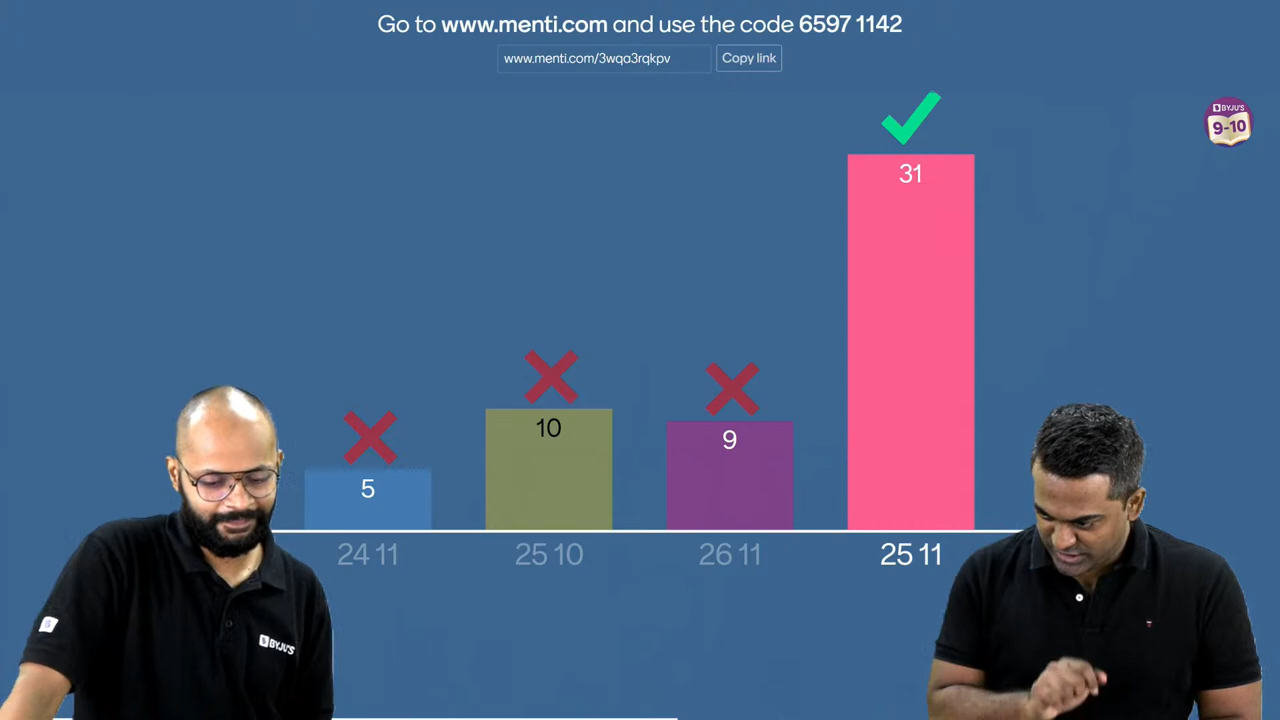 Go to www.menti.com and use the code 6597 1142
www.menti.com/3wqa3rqkpv Copy link
BYJU'S
9-10
31
10
9
5
24 11 25 10 26 11 25 11
BYJU'S